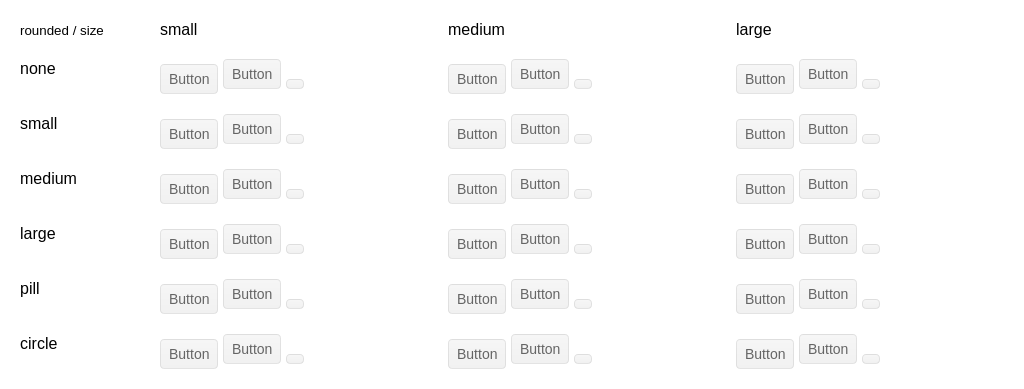 rounded / size small medium large
none Button Button Button Button Button Button
small Button Button Button Button Button Button
medium Button Button Button Button Button Button
large Button Button Button Button Button Button
pill Button Button Button Button Button Button
circle Button Button Button Button Button Button